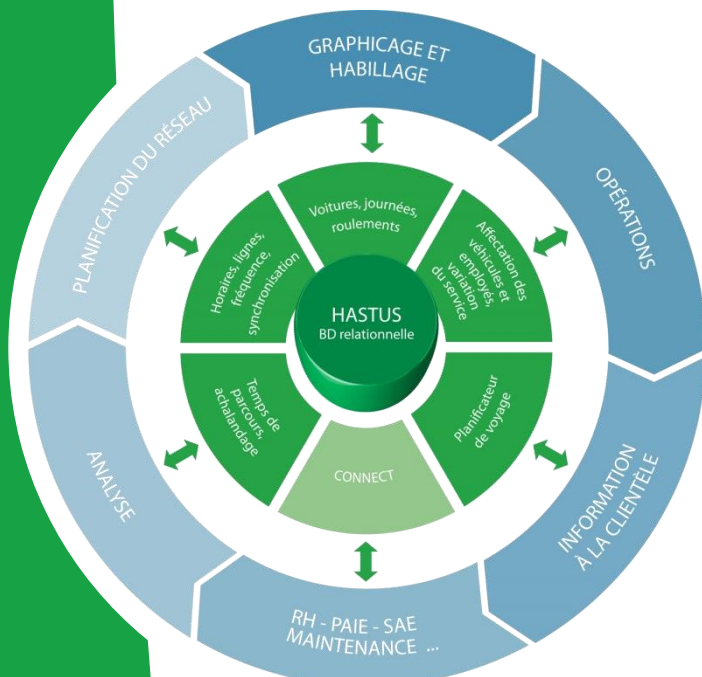 GRAPHICAGE ET
HABILLAGE
OPÉRATIONS
INFORMATION
À LA CLIENTÈLE
RH - PAIE - SAE
MAINTENANCE ...
ANALYSE
PLANIFICATION DU RÉSEAU
Voitures, journées,
roulements
Affectation des
véhicules et
employés,
variation
du service
Planificateur
de voyage
CONNECT
Temps de
parcours,
achalandage
Horaires, lignes,
fréquence,
synchronisation
HASTUS
BD relationnelle